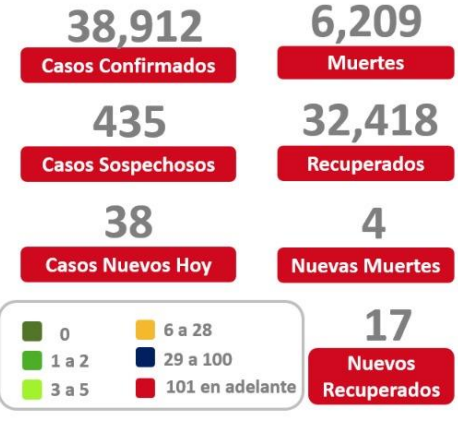 38,912
Casos Confirmados
6,209
Muertes
435
Casos Sospechosos
32,418
Recuperados
38
Casos Nuevos Hoy
4
Nuevas Muertes
0
1 a 2
3 a 5
6 a 28
29 a 100
101 en adelante
17
Nuevos
Recuperados